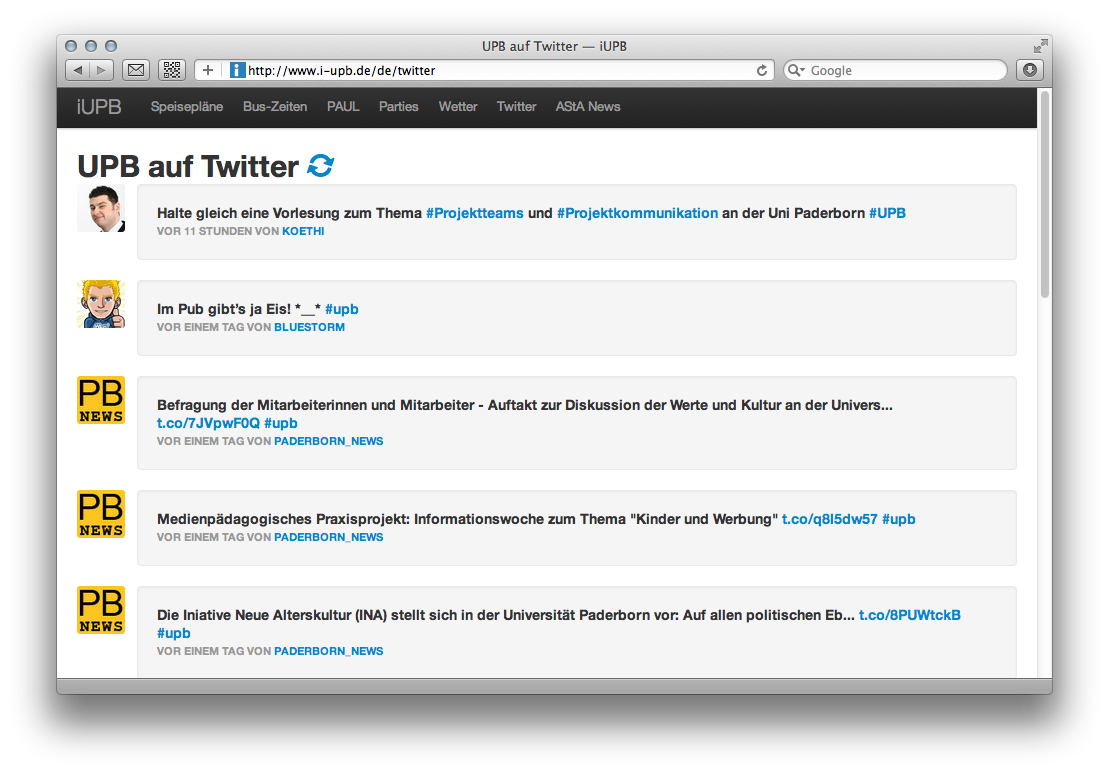 UPB auf Twitter — iUPB
http://www.i-upb.de/de/twitter
Google
iUPB Speisepläne Bus-Zeiten PAUL Parties Wetter Twitter AStA News
UPB auf Twitter
Halte gleich eine Vorlesung zum Thema #Projektteams und #Projektkommunikation an der Uni Paderborn #UPB
VOR 11 STUNDEN VON KOETHI
Im Pub gibt's ja Eis! *__* #upb
VOR EINEM TAG VON BLUESTORM
PB
NEWS
Befragung der Mitarbeiterinnen und Mitarbeiter - Auftakt zur Diskussion der Werte und Kultur an der Univers...
t.co/7JVpwF0Q #upb
VOR EINEM TAG VON PADERBORN_NEWS
PB
NEWS
Medienpädagogisches Praxisprojekt: Informationswoche zum Thema "Kinder und Werbung" t.co/q8I5dw57 #upb
VOR EINEM TAG VON PADERBORN_NEWS
PB
NEWS
Die Iniative Neue Alterskultur (INA) stellt sich in der Universität Paderborn vor: Auf allen politischen Eb... t.co/8PUWtckB
#upb
VOR EINEM TAG VON PADERBORN_NEWS